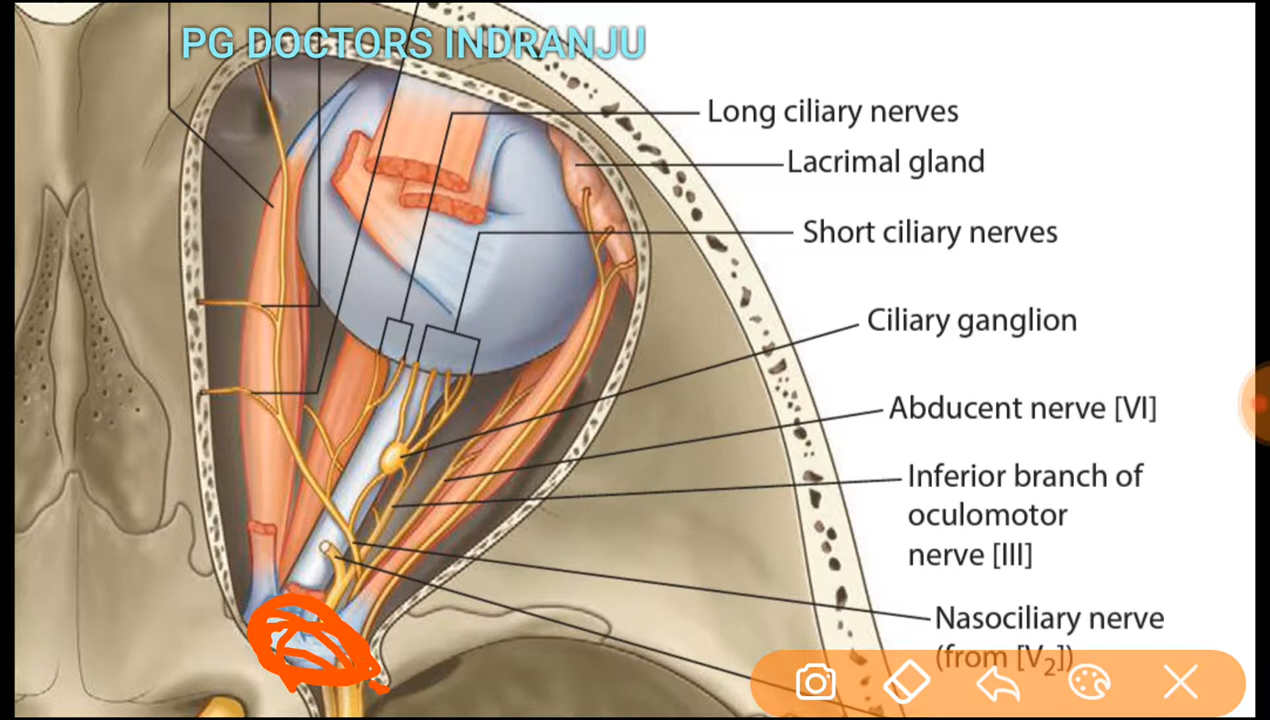 PG DOCTORS INDRANJU
Long ciliary nerves
Lacrimal gland
Short ciliary nerves
Ciliary ganglion
Abducent nerve [VI]
Inferior branch of
oculomotor
nerve [III]
Nasociliary nerve
(from [V2])